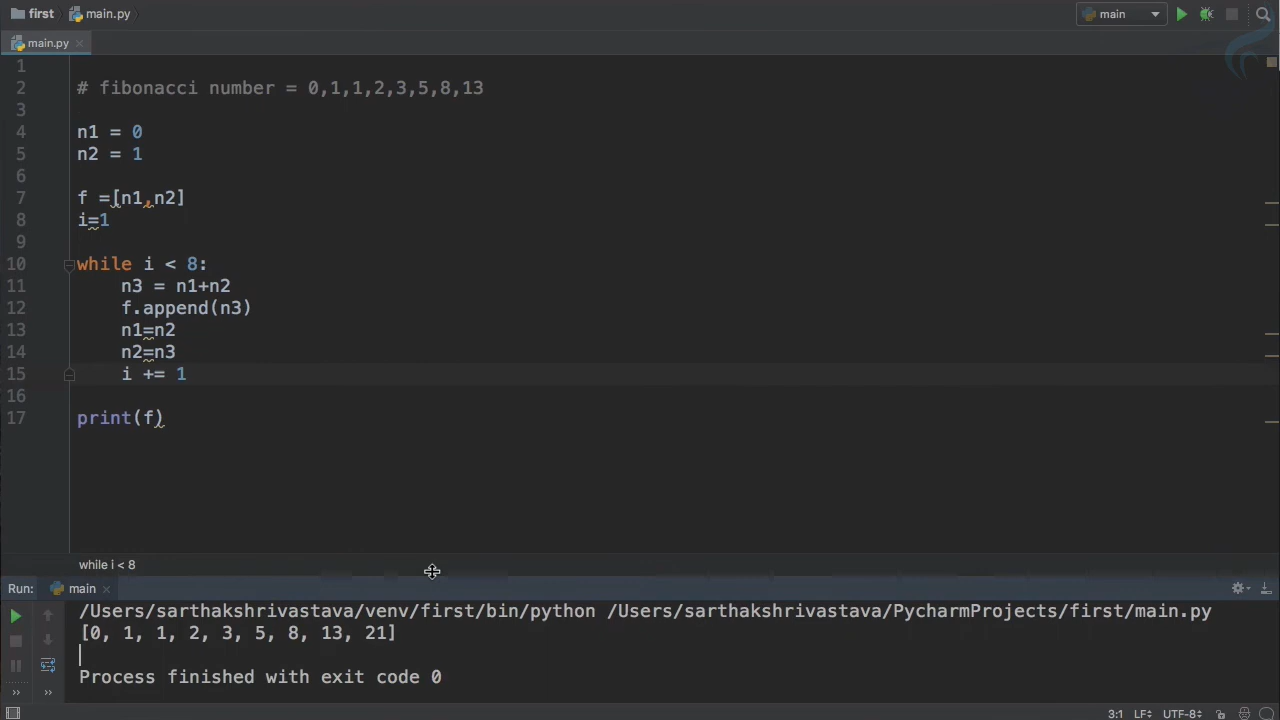 first main.py
main
main.py
1
2 # fibonacci number = 0,1,1,2,3,5,8,13
3
4 n1 = 0
5 n2 = 1
6
7 f =[n1,n2]
8 i=1
9
10 while i < 8:
11 n3 = n1+n2
12 f.append(n3)
13 n1=n2
14 n2=n3
15 i += 1
16
17 print(f)
while i < 8
Run: main
/Users/sarthakshrivastava/venv/first/bin/python /Users/sarthakshrivastava/PycharmProjects/first/main.py
[0, 1, 1, 2, 3, 5, 8, 13, 21]
Process finished with exit code 0
3:1 LF UTF-8